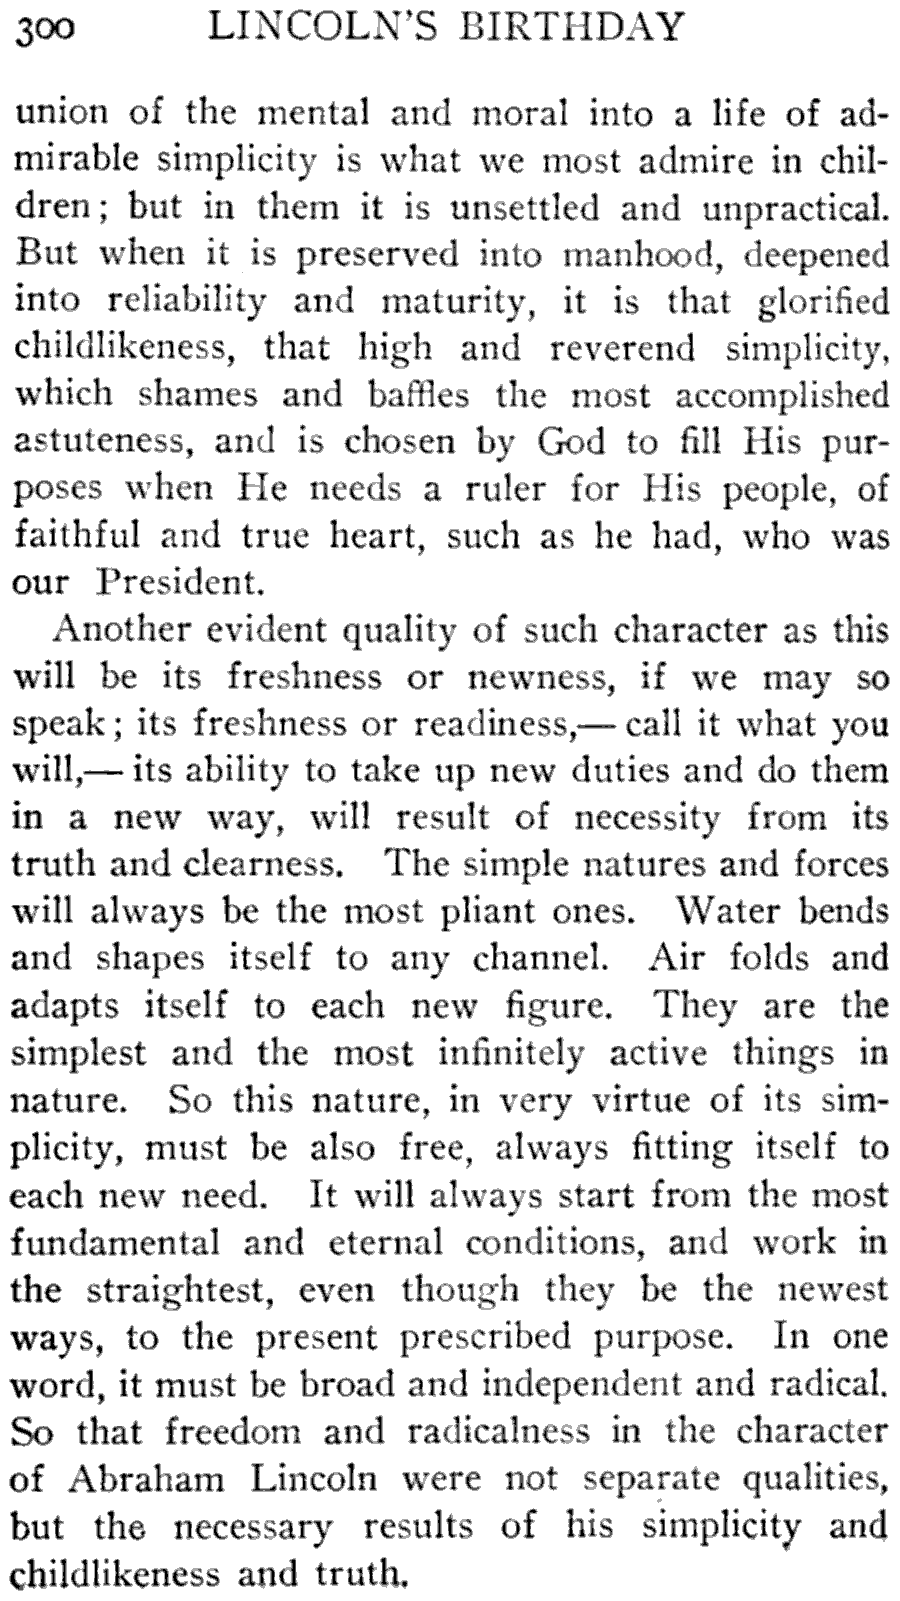 300 LINCOLN'S BIRTHDAY
union of the mental and moral into a life of ad-
mirable simplicity is what we most admire in chil-
dren; but in them it is unsettled and unpractical.
But when it is preserved into manhood, deepened
into reliability and maturity, it is that glorified
childlikeness, that high and reverend simplicity,
which shames and baffles the most accomplished
astuteness, and is chosen by God to fill His pur-
poses when He needs a ruler for His people, of
faithful and true heart, such as he had, who was
our President.
Another evident quality of such character as this
will be its freshness or newness, if we may so
speak; its freshness or readiness,— call it what you
will,— its ability to take up new duties and do them
in a new way, will result of necessity from its
truth and clearness. The simple natures and forces
will always be the most pliant ones. Water bends
and shapes itself to any channel. Air folds and
adapts itself to each new figure. They are the
simplest and the most infinitely active things in
nature. So this nature, in very virtue of its sim-
plicity, must be also free, always fitting itself to
each new need. It will always start from the most
fundamental and eternal conditions, and work in
the straightest, even though they be the newest
ways, to the present prescribed purpose. In one
word, it must be broad and independent and radical.
So that freedom and radicalness in the character
of Abraham Lincoln were not separate qualities,
but the necessary results of his simplicity and
childlikeness and truth.